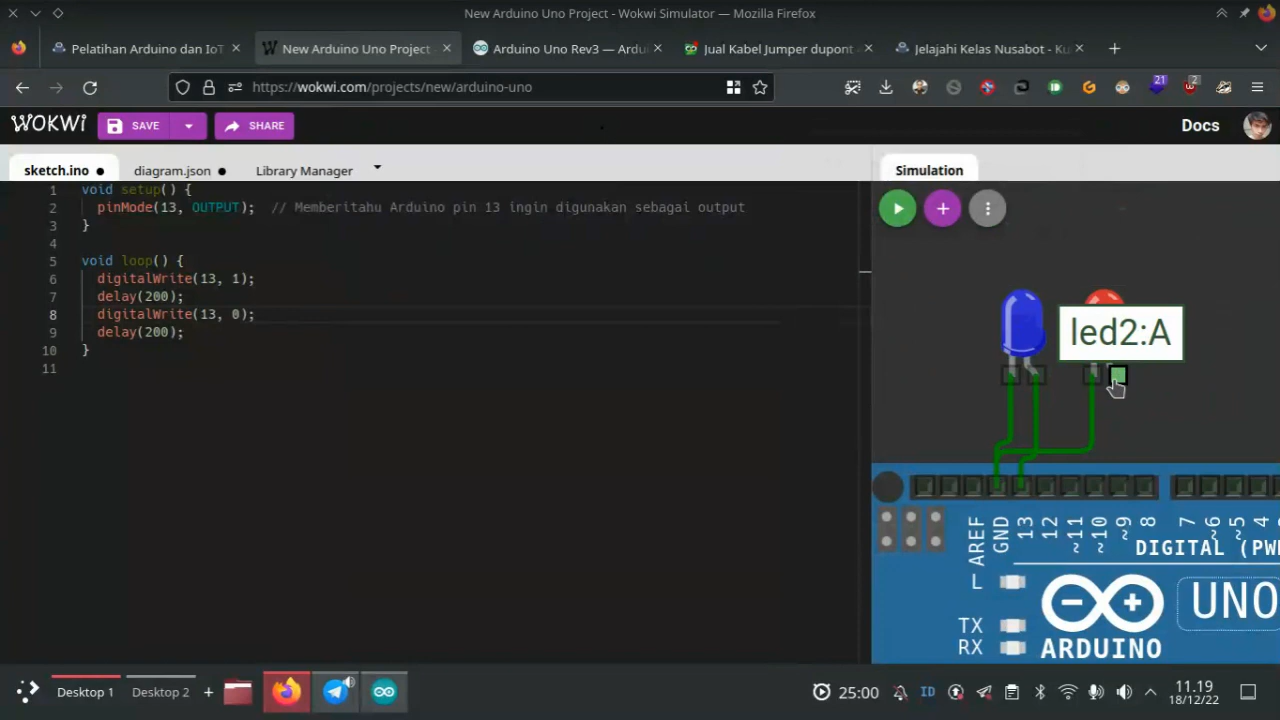 New Arduino Uno Project - Wokwi Simulator — Mozilla Firefox
Pelatihan Arduino dan IoT
New Arduino Uno Project -
Arduino Uno Rev3 — Ardu
Jual Kabel Jumper dupont
Jelajahi Kelas Nusabot - Ku
https://wokwi.com/projects/new/arduino-uno
21
2
WOKWi
SAVE
SHARE
Docs
sketch.ino
diagram.json
Library Manager
Simulation
1 void setup() {
2 pinMode(13, OUTPUT); // Memberitahu Arduino pin 13 ingin digunakan sebagai output
3 }
4
5 void loop() {
6 digitalWrite(13, 1);
7 delay(200);
8 digitalWrite(13, 0);
9 delay(200);
10 }
11
led2:A
AREF
GND
13
12
~11
~10
~9
8
7
~6
~5
4
DIGITAL (PWM
L
TX
RX
UNO
ARDUINO
Desktop 1
Desktop 2
25:00
ID
11.19
18/12/22